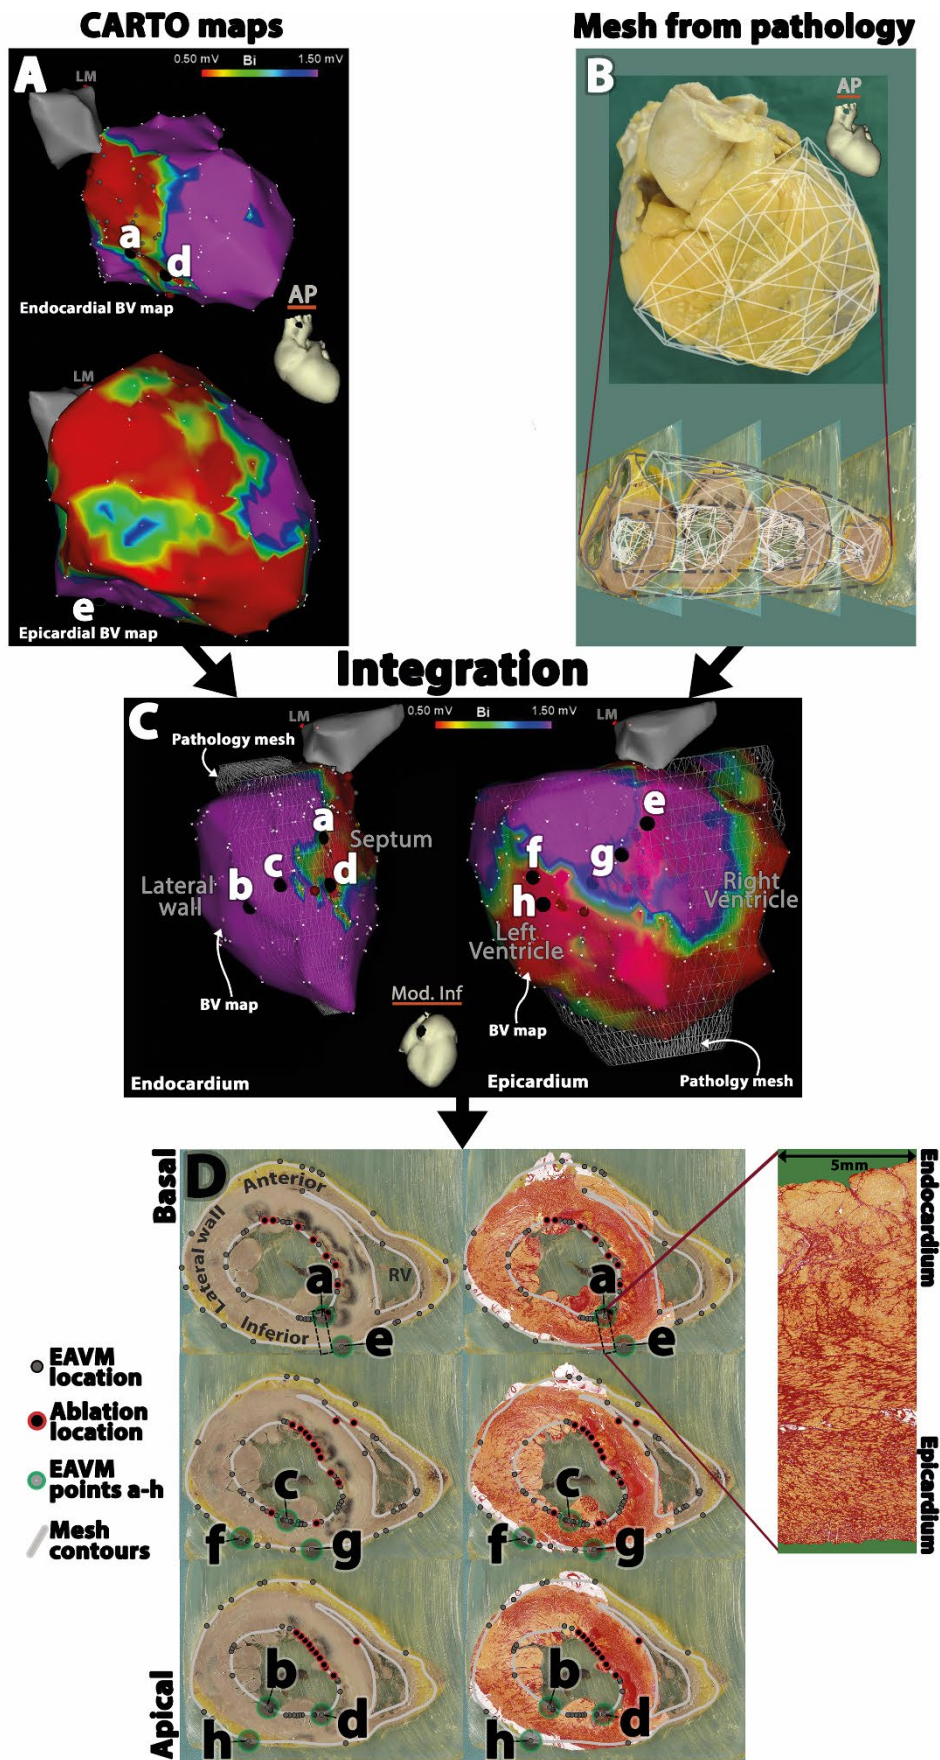 CARTO maps
Mesh from pathology
A
0.50 mV Bi 1.50 mV
LM
a
d
Endocardial BV map
AP
LM
e
Epicardial BV map
B
AP
Integration
C
0.50 mV Bi 1.50 mV
LM
LM
Pathology mesh
a
Septum
c
d
b
Lateral
wall
BV map
Mod. Inf
Endocardium
e
g
f
h
Right
Ventricle
Left
Ventricle
BV map
Epicardium
Patholgy mesh
Basal
D
Anterior
Lateral wall
Inferior
RV
a
e
a
e
5mm
Endocardium
Epicardium
EAVM
location
Ablation
location
EAVM
points a-h
Mesh
contours
c
f
g
c
f
g
Apical
b
d
h
b
d
h